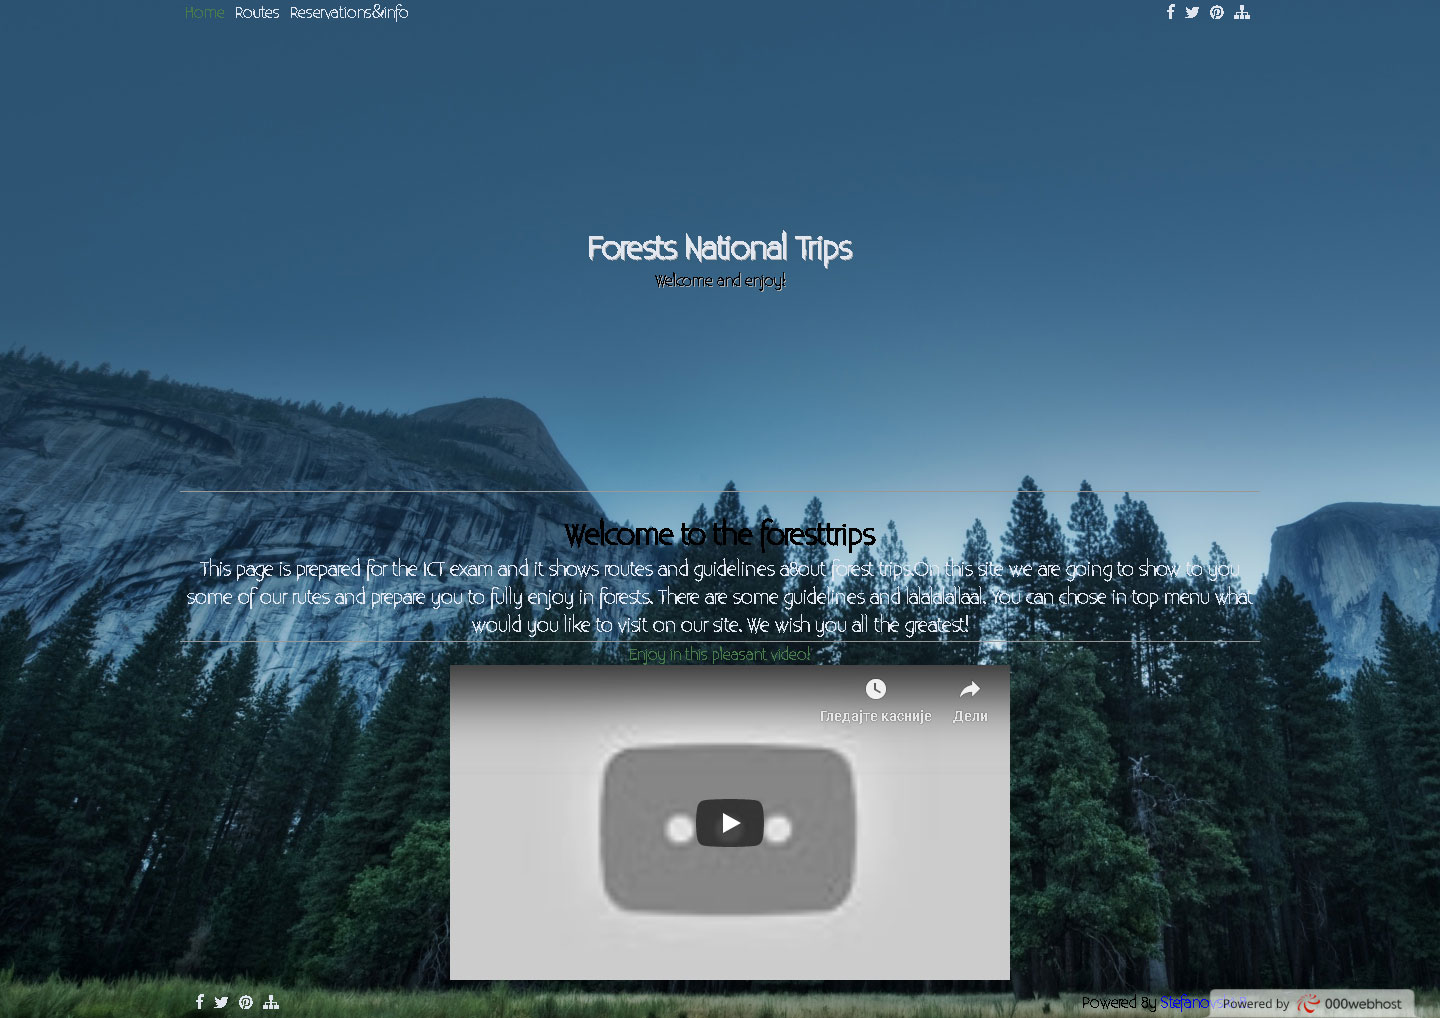 Home Routes Reservations&info
Forests National Trips
Welcome and enjoy!
Welcome to the foresttrips
This page is prepared for the ICT exam and it shows routes and guidelines about forest trips.On this site we are going to show to you
some of our rutes and prepare you to fully enjoy in forests. There are some guidelines and lalalalallaal. You can chose in top menu what
would you like to visit on our site. We wish you all the greatest!
Enjoy in this pleasant video!
Гледајте касније Дели
Powered By
Powered by 000webhost